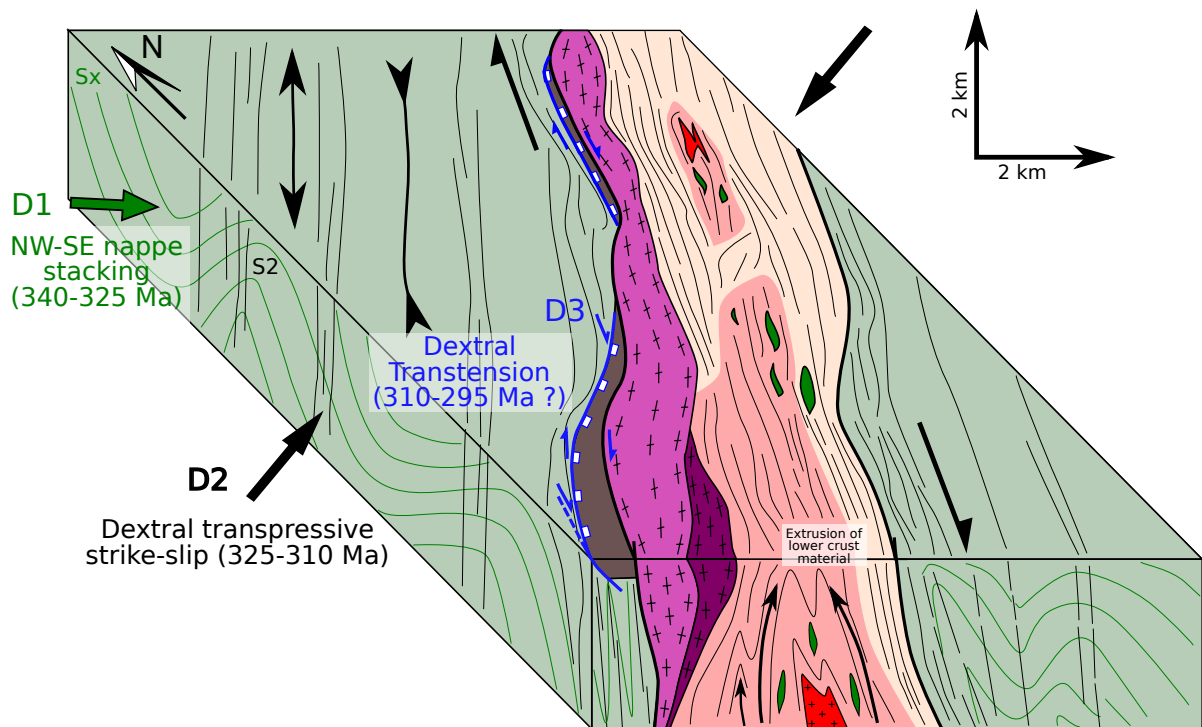 N
Sx
2 km
2 km
D1
NW-SE nappe
stacking
(340-325 Ma)
S2
D3
Dextral
Transtension
(310-295 Ma ?)
D2
Dextral transpressive
strike-slip (325-310 Ma)
Extrusion of
lower crust
material